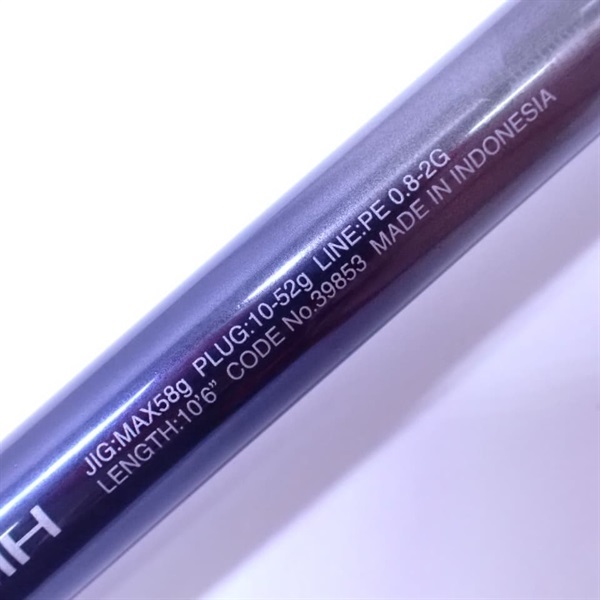 JIG:MAX58g PLUG:10-52g LINE:PE 0.8-2G
LENGTH:10'6" CODE No.39853 MADE IN INDONESIA
MH